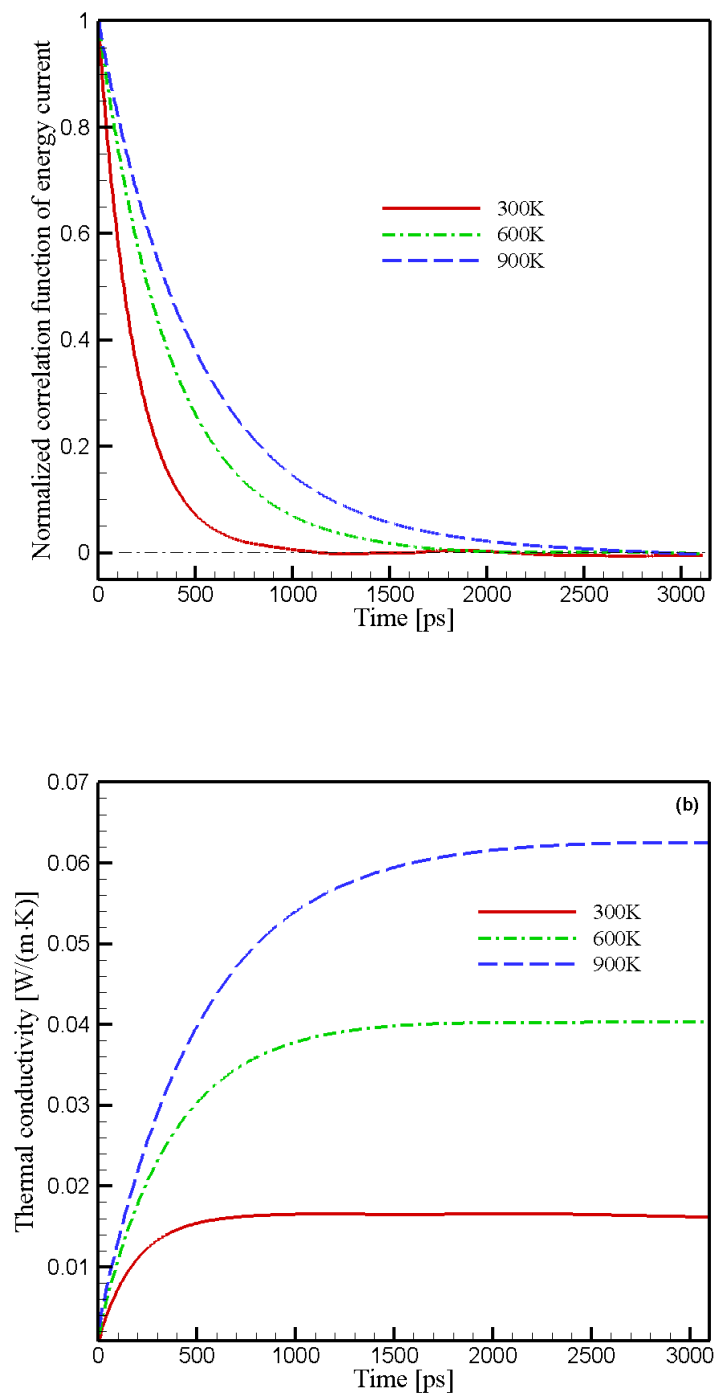 1
0.8
0.6
0.4
0.2
0
Normalized correlation function of energy current
300K
600K
900K
0 500 1000 1500 2000 2500 3000
Time [ps]
0.07
0.06
0.05
0.04
0.03
0.02
0.01
Thermal conductivity [W/(m·K)]
(b)
300K
600K
900K
0 500 1000 1500 2000 2500 3000
Time [ps]